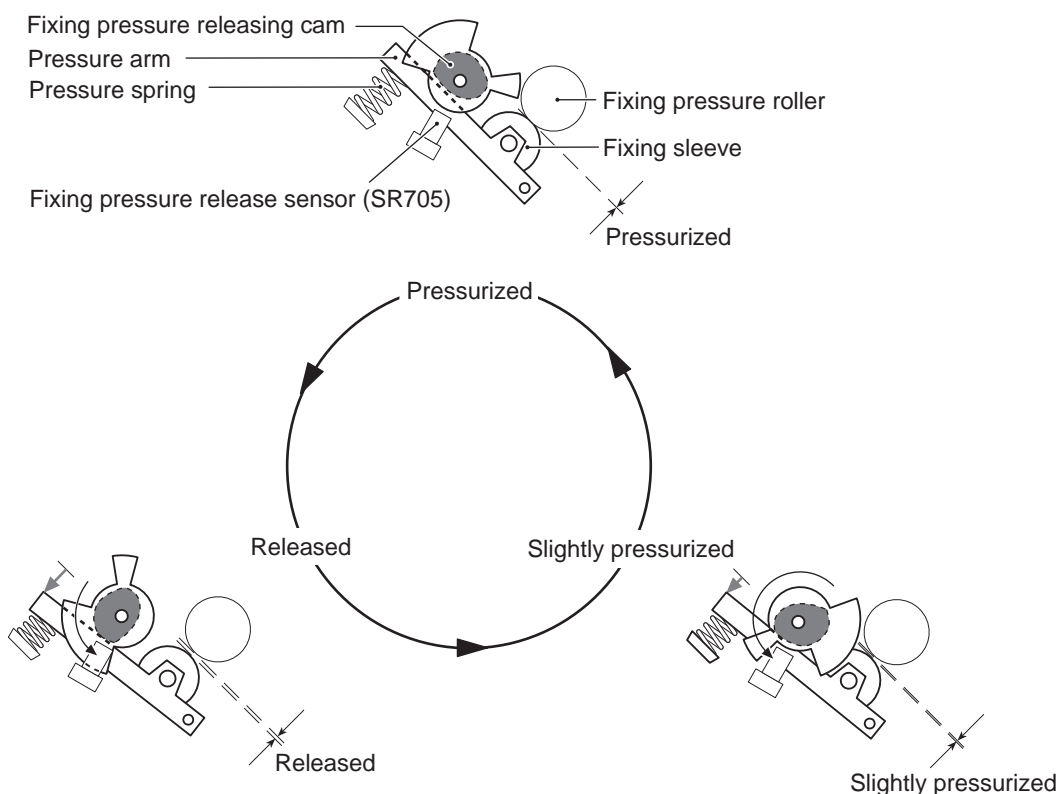 Fixing pressure releasing cam
Pressure arm
Pressure spring
Fixing pressure roller
Fixing sleeve
Fixing pressure release sensor (SR705)
Pressurized
Pressurized
Released
Slightly pressurized
Released
Slightly pressurized